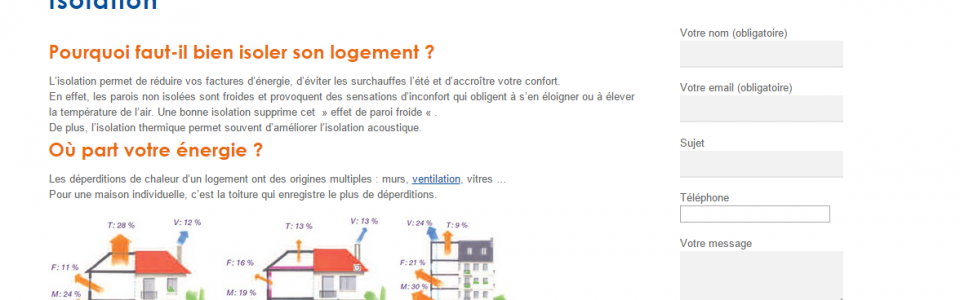 Isolation
Pourquoi faut-il bien isoler son logement ?
L'isolation permet de réduire vos factures d'énergie, d'éviter les surchauffes l'été et d'accroître votre confort.
En effet, les parois non isolées sont froides et provoquent des sensations d'inconfort qui obligent à s'en éloigner ou à élever
la température de l'air. Une bonne isolation supprime cet  » effet de paroi froide « .
De plus, l'isolation thermique permet souvent d'améliorer l'isolation acoustique.
Où part votre énergie ?
Les déperditions de chaleur d'un logement ont des origines multiples : murs, ventilation, vitres …
Pour une maison individuelle, c'est la toiture qui enregistre le plus de déperditions.
T: 28 %
V: 12 %
F: 11 %
M: 24 %
T: 13 %
V: 13 %
F: 16 %
M: 19 %
V: 24 %
T: 9 %
F: 21 %
M: 30 %
Votre nom (obligatoire)
Votre email (obligatoire)
Sujet
Téléphone
Votre message